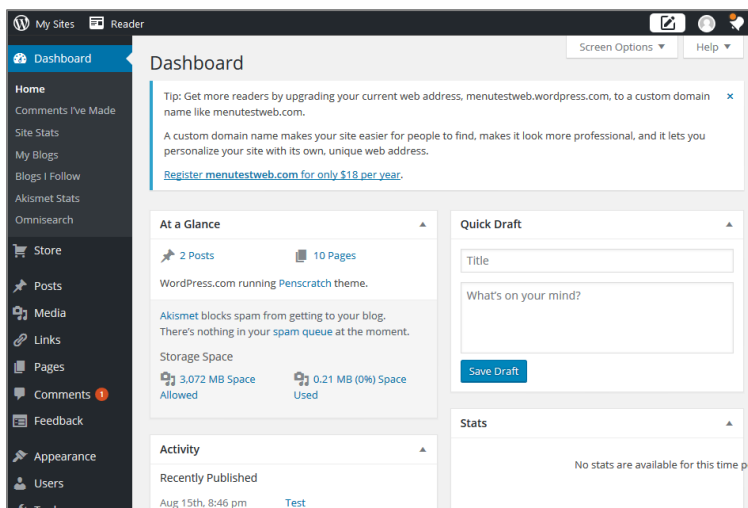 My Sites Reader
Screen Options ▼ Help ▼
Dashboard
Home
Comments I've Made
Site Stats
My Blogs
Blogs I Follow
Akismet Stats
Omnisearch
Store
Posts
Media
Links
Pages
Comments 1
Feedback
Appearance
Users
Dashboard
Tip: Get more readers by upgrading your current web address, menutestweb.wordpress.com, to a custom domain
name like menutestweb.com.
A custom domain name makes your site easier for people to find, makes it look more professional, and it lets you
personalize your site with its own, unique web address.
Register menutestweb.com for only $18 per year.
At a Glance
2 Posts 10 Pages
WordPress.com running Penscratch theme.
Akismet blocks spam from getting to your blog.
There's nothing in your spam queue at the moment.
Storage Space
3,072 MB Space
Allowed
0.21 MB (0%) Space
Used
Activity
Recently Published
Aug 15th, 8:46 pm Test
Quick Draft
Title
What's on your mind?
Save Draft
Stats
No stats are available for this time p